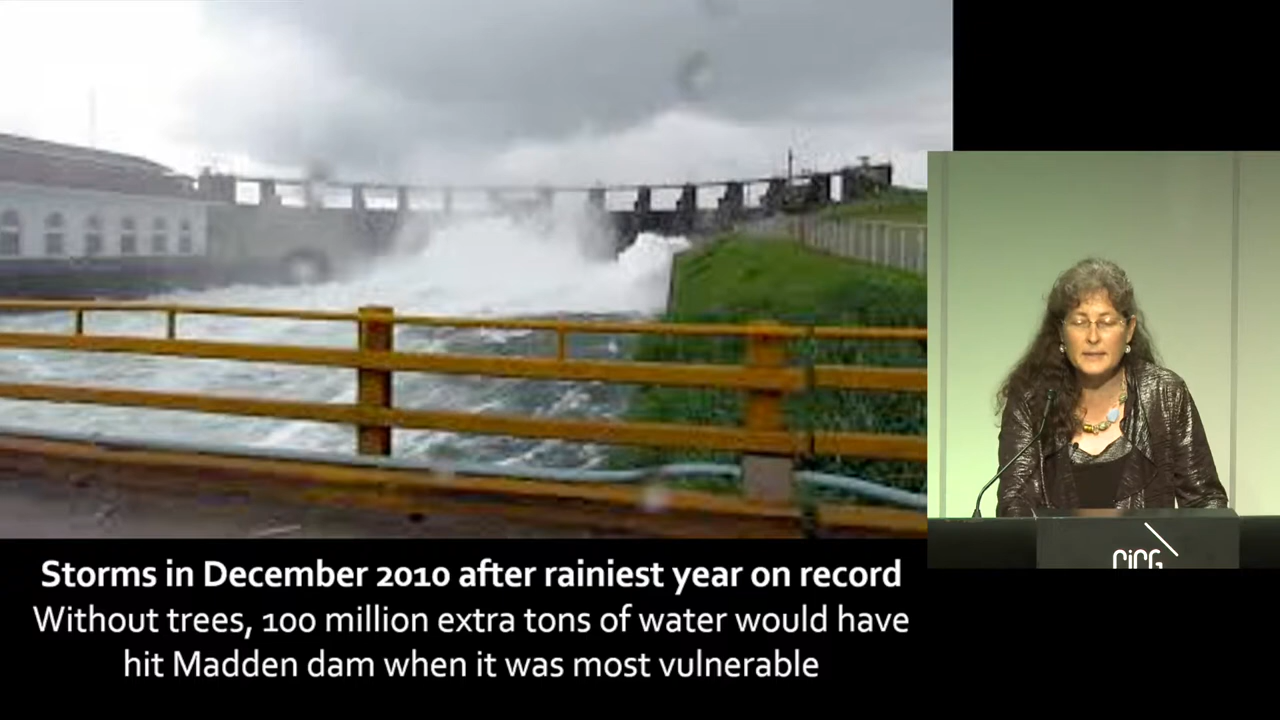 Storms in December 2010 after rainiest year on record
Without trees, 100 million extra tons of water would have
hit Madden dam when it was most vulnerable
CICG